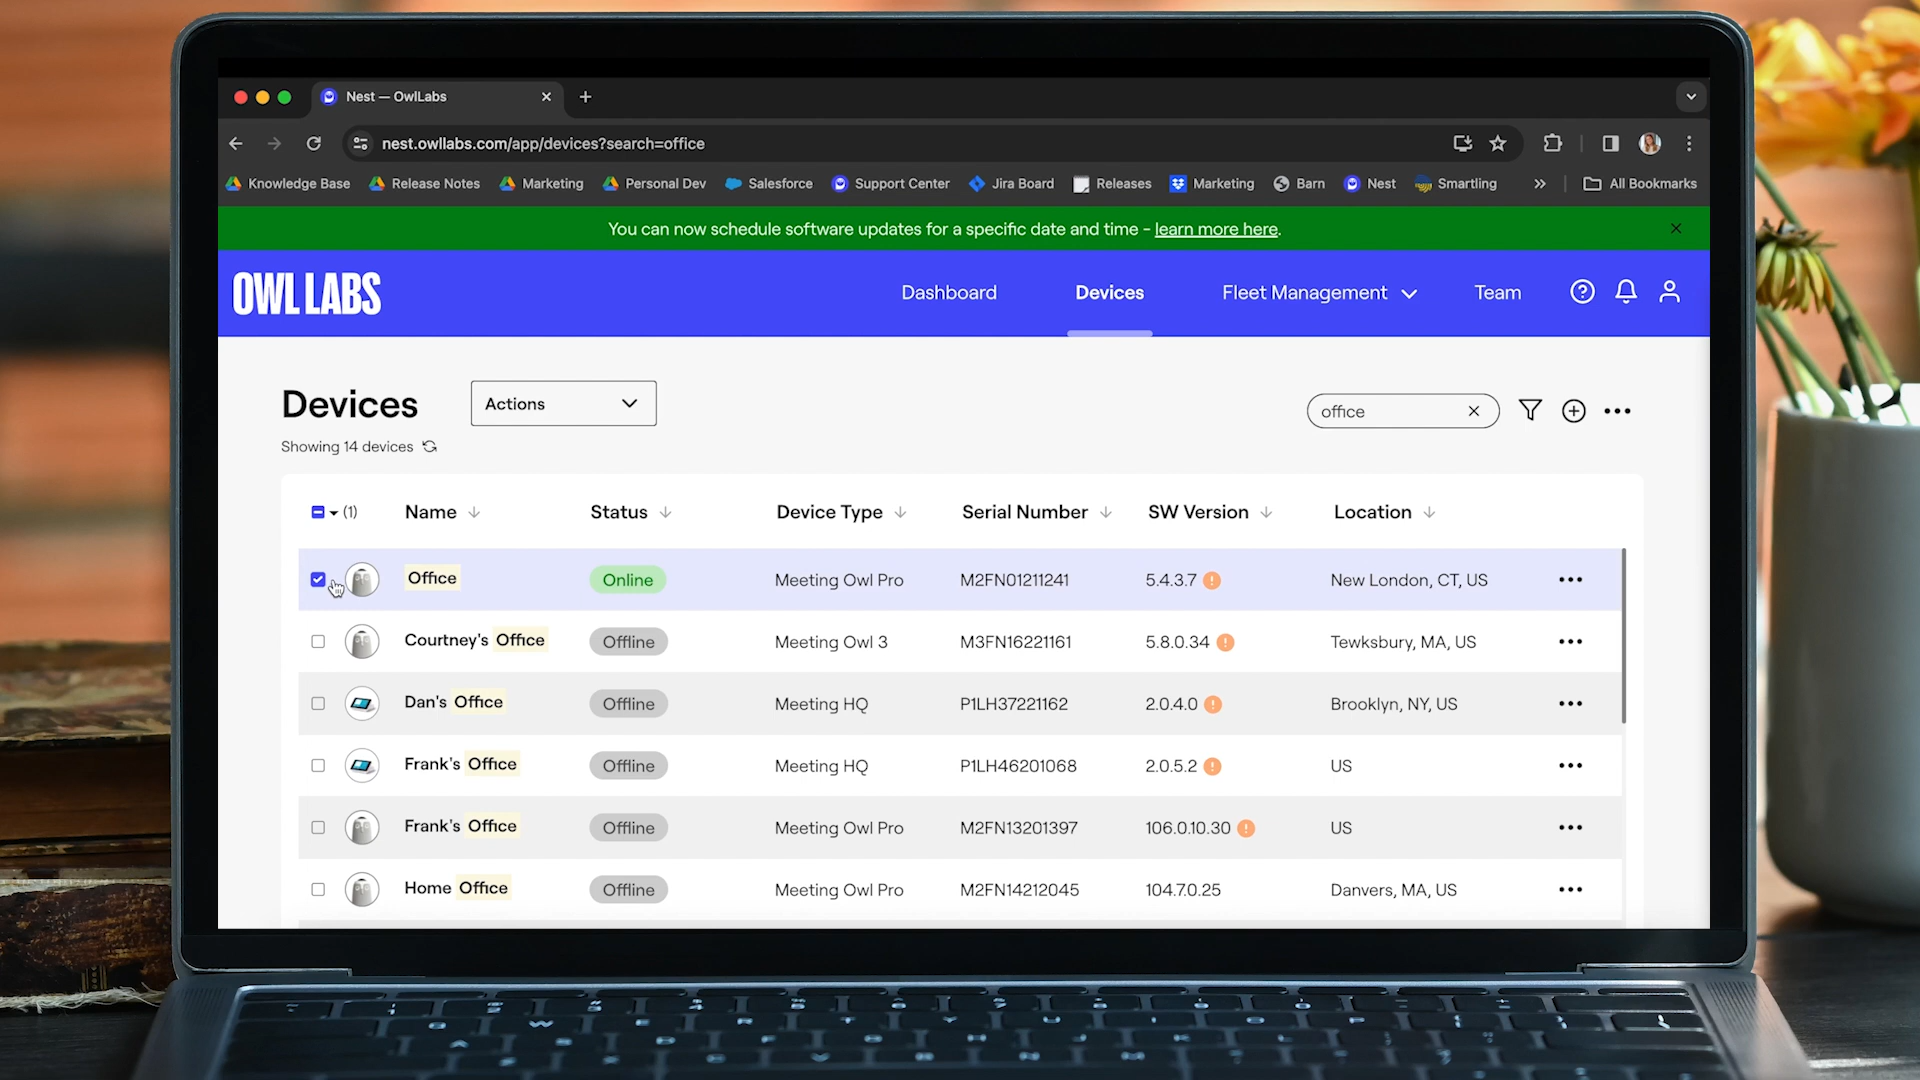 Nest — OwlLabs
nest.owllabs.com/app/devices?search=office
Knowledge Base Release Notes Marketing Personal Dev Salesforce Support Center Jira Board Releases Marketing Barn Nest Smartling » All Bookmarks
You can now schedule software updates for a specific date and time - learn more here.
OWL LABS Dashboard Devices Fleet Management Team
Devices Actions office
Showing 14 devices
(1) Name Status Device Type Serial Number SW Version Location
Office Online Meeting Owl Pro M2FN01211241 5.4.3.7 New London, CT, US
Courtney's Office Offline Meeting Owl 3 M3FN16221161 5.8.0.34 Tewksbury, MA, US
Dan's Office Offline Meeting HQ P1LH37221162 2.0.4.0 Brooklyn, NY, US
Frank's Office Offline Meeting HQ P1LH46201068 2.0.5.2 US
Frank's Office Offline Meeting Owl Pro M2FN13201397 106.0.10.30 US
Home Office Offline Meeting Owl Pro M2FN14212045 104.7.0.25 Danvers, MA, US